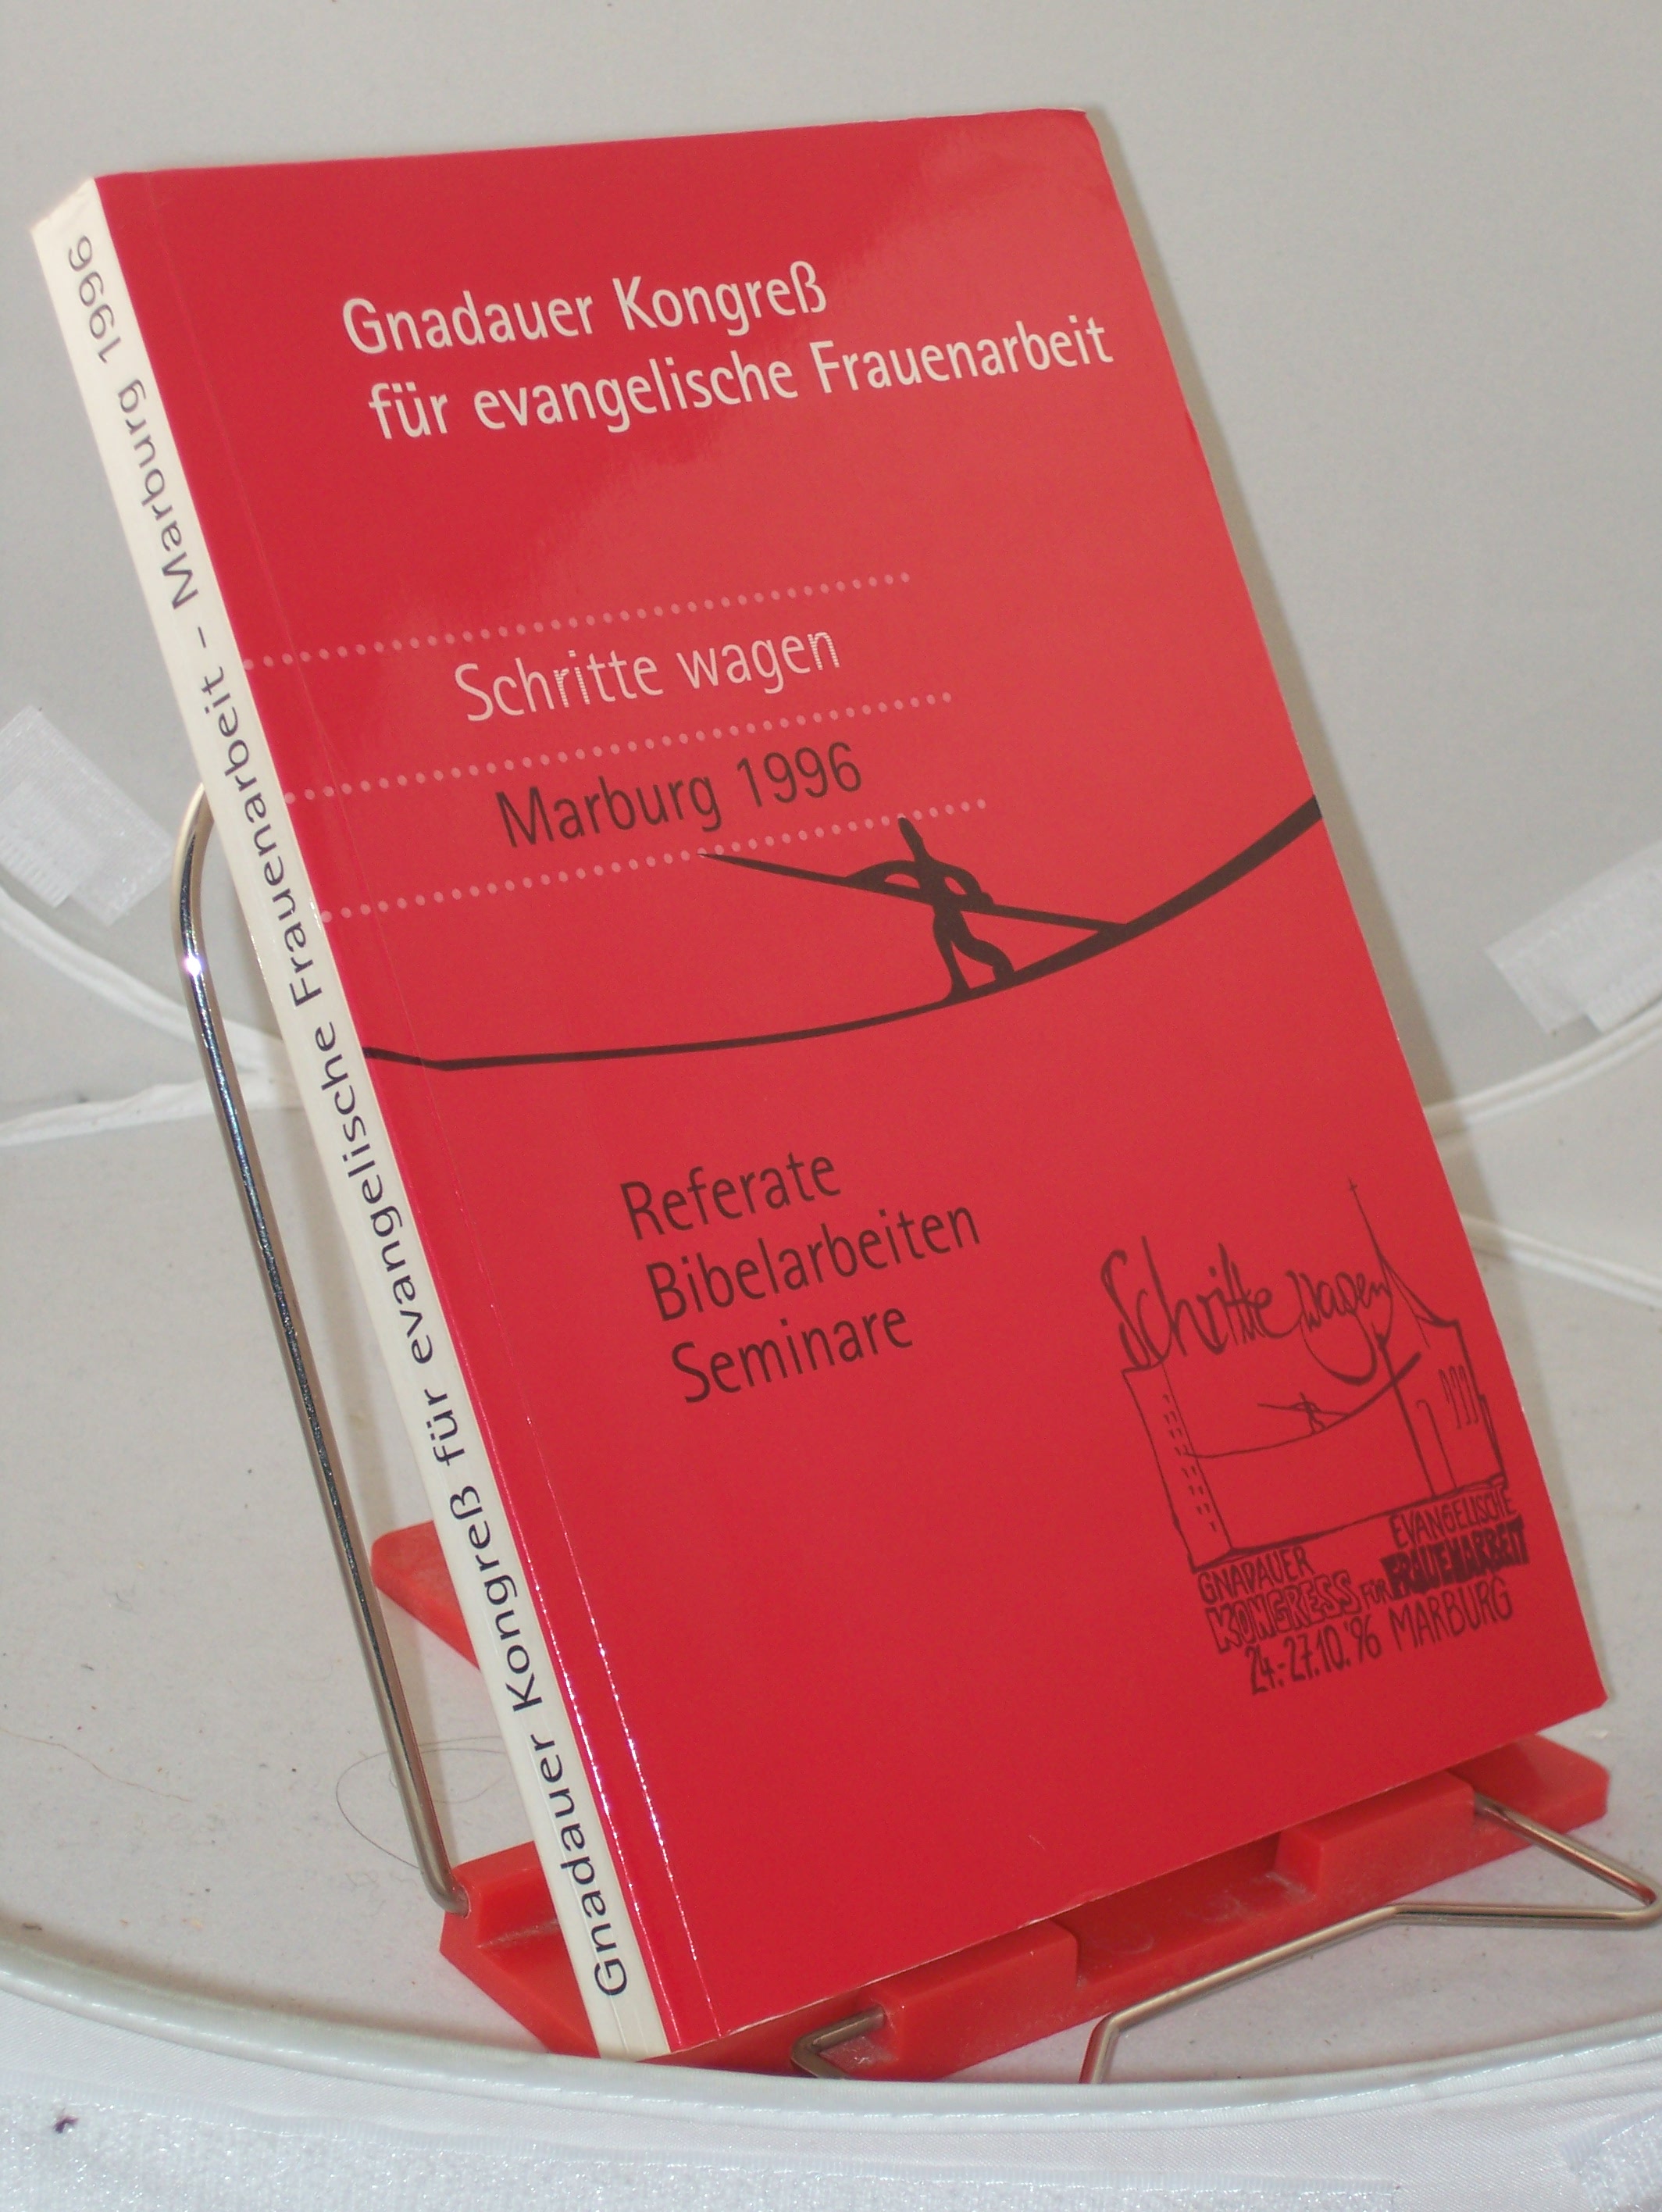 Gnadauer Kongreß für evangelische Frauenarbeit - Marburg 1996
Gnadauer Kongreß
für evangelische Frauenarbeit
Schritte wagen
Marburg 1996
Referate
Bibelarbeiten
Seminare
Schritte wagen
GNADAUER EVANGELISCHE
KONGRESS FÜR FRAUENARBEIT
24.-27.10.'96 MARBURG